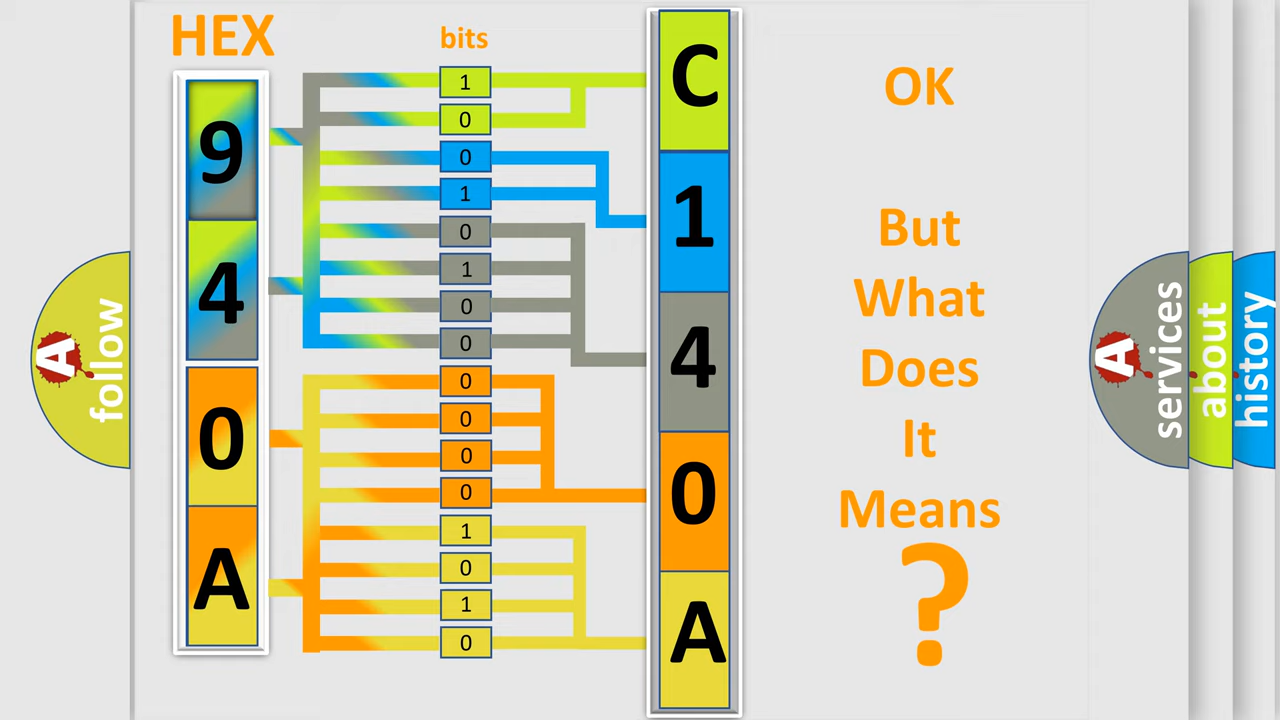 HEX
bits
9
4
0
A
1
0
0
1
0
1
0
0
0
0
0
0
1
0
1
0
C
1
4
0
A
OK
But
What
Does
It
Means
?
A
follow
A
services
about
history